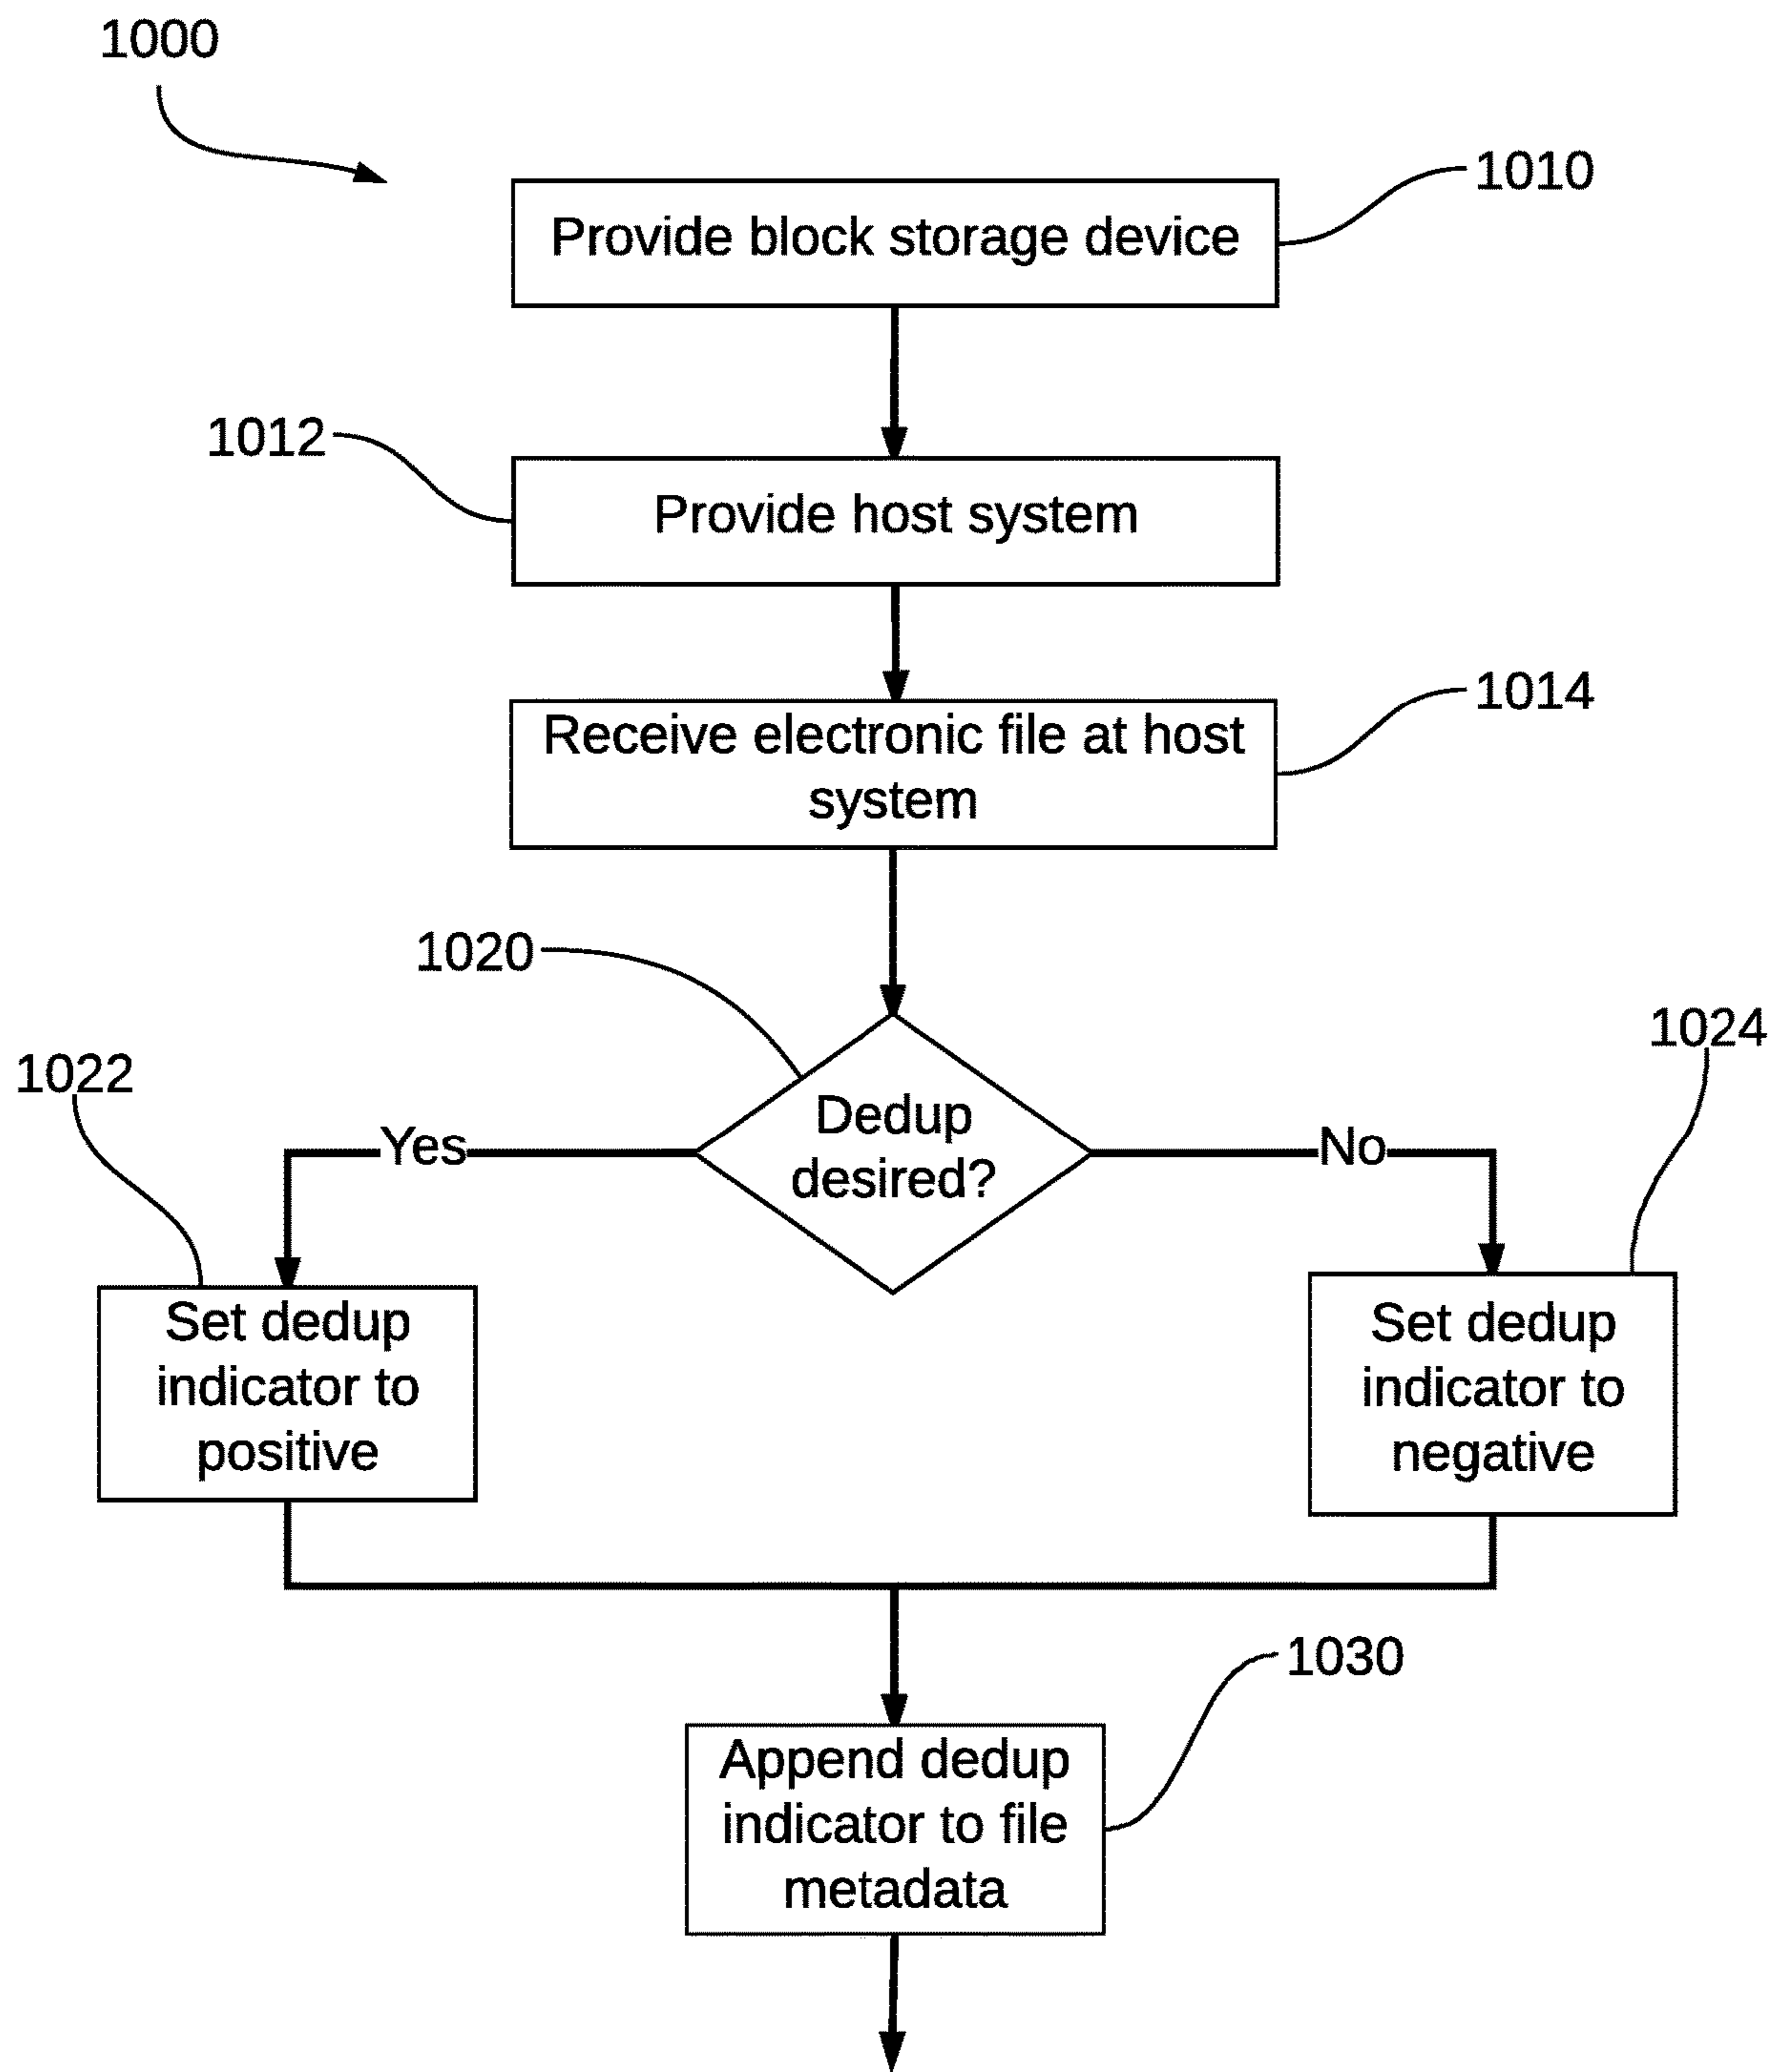 1000
1010
Provide block storage device
1012
Provide host system
1014
Receive electronic file at host
system
1020
1024
1022
Dedup
desired?
Yes
No
Set dedup
indicator to
positive
Set dedup
indicator to
negative
1030
Append dedup
indicator to file
metadata